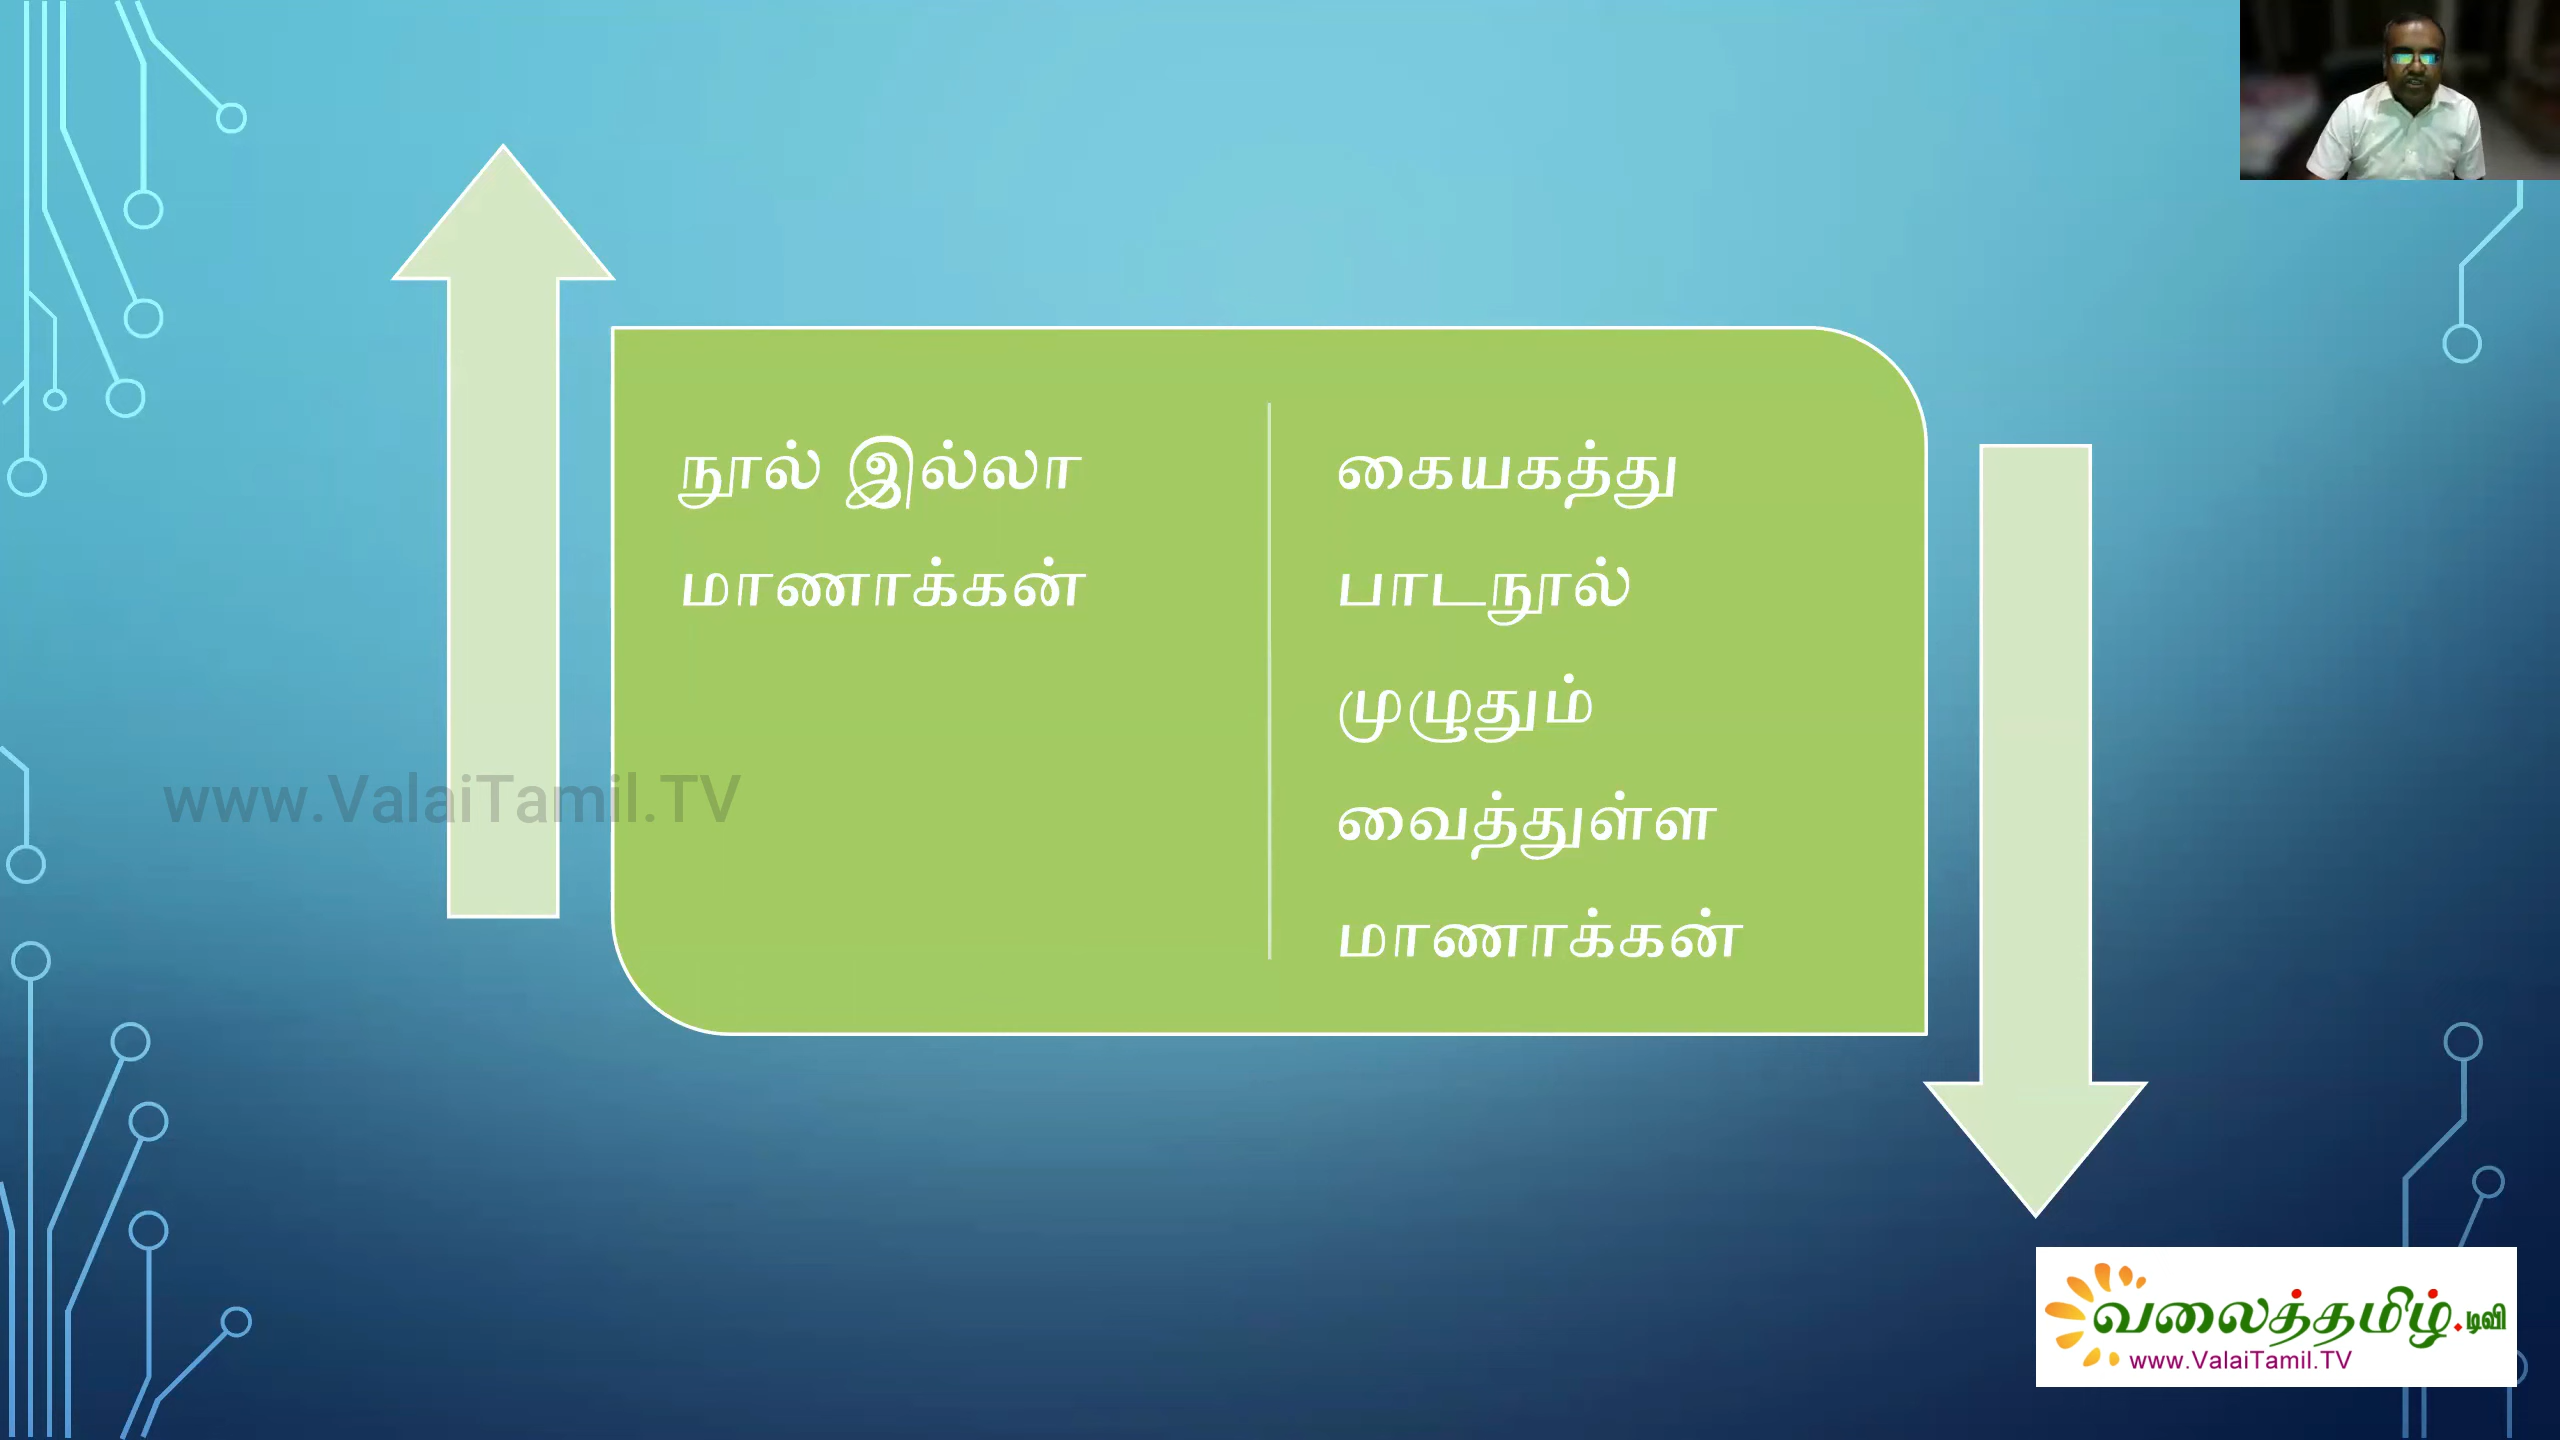 நூல் இல்லா
மாணாக்கன்
கையகத்து
பாடநூல்
முழுதும்
வைத்துள்ள
மாணாக்கன்
www.ValaiTamil.TV
வலைத்தமிழ்.டிவி
www.ValaiTamil.TV